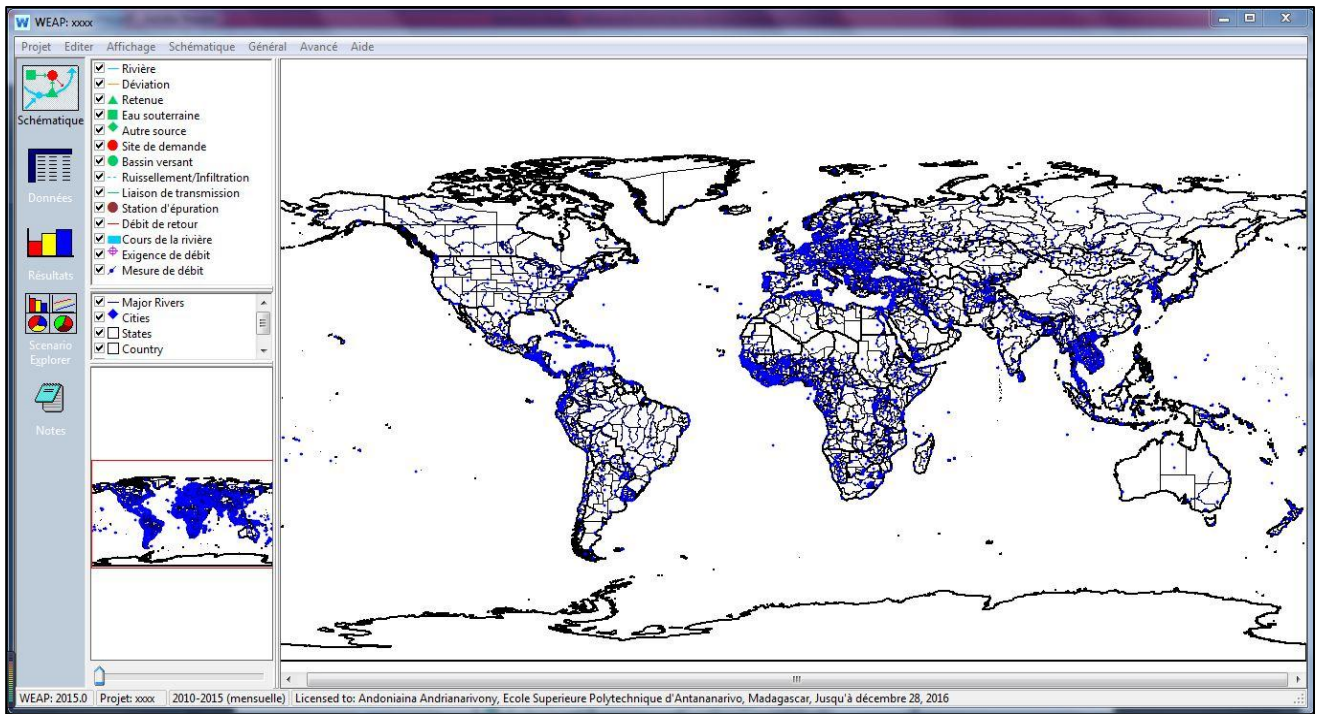 WEAP: xxxx
Projet Editer Affichage Schématique Général Avancé Aide
Schématique
Données
Résultats
Scenario
Explorer
Notes
Rivière
Déviation
Retenue
Eau souterraine
Autre source
Site de demande
Bassin versant
Ruissellement/Infiltration
Liaison de transmission
Station d'épuration
Débit de retour
Cours de la rivière
Exigence de débit
Mesure de débit
Major Rivers
Cities
States
Country
WEAP: 2015.0 Projet: xxxx 2010-2015 (mensuelle) Licensed to: Andoniaina Andrianarivony, Ecole Superieure Polytechnique d'Antananarivo, Madagascar, Jusqu'à décembre 28, 2016